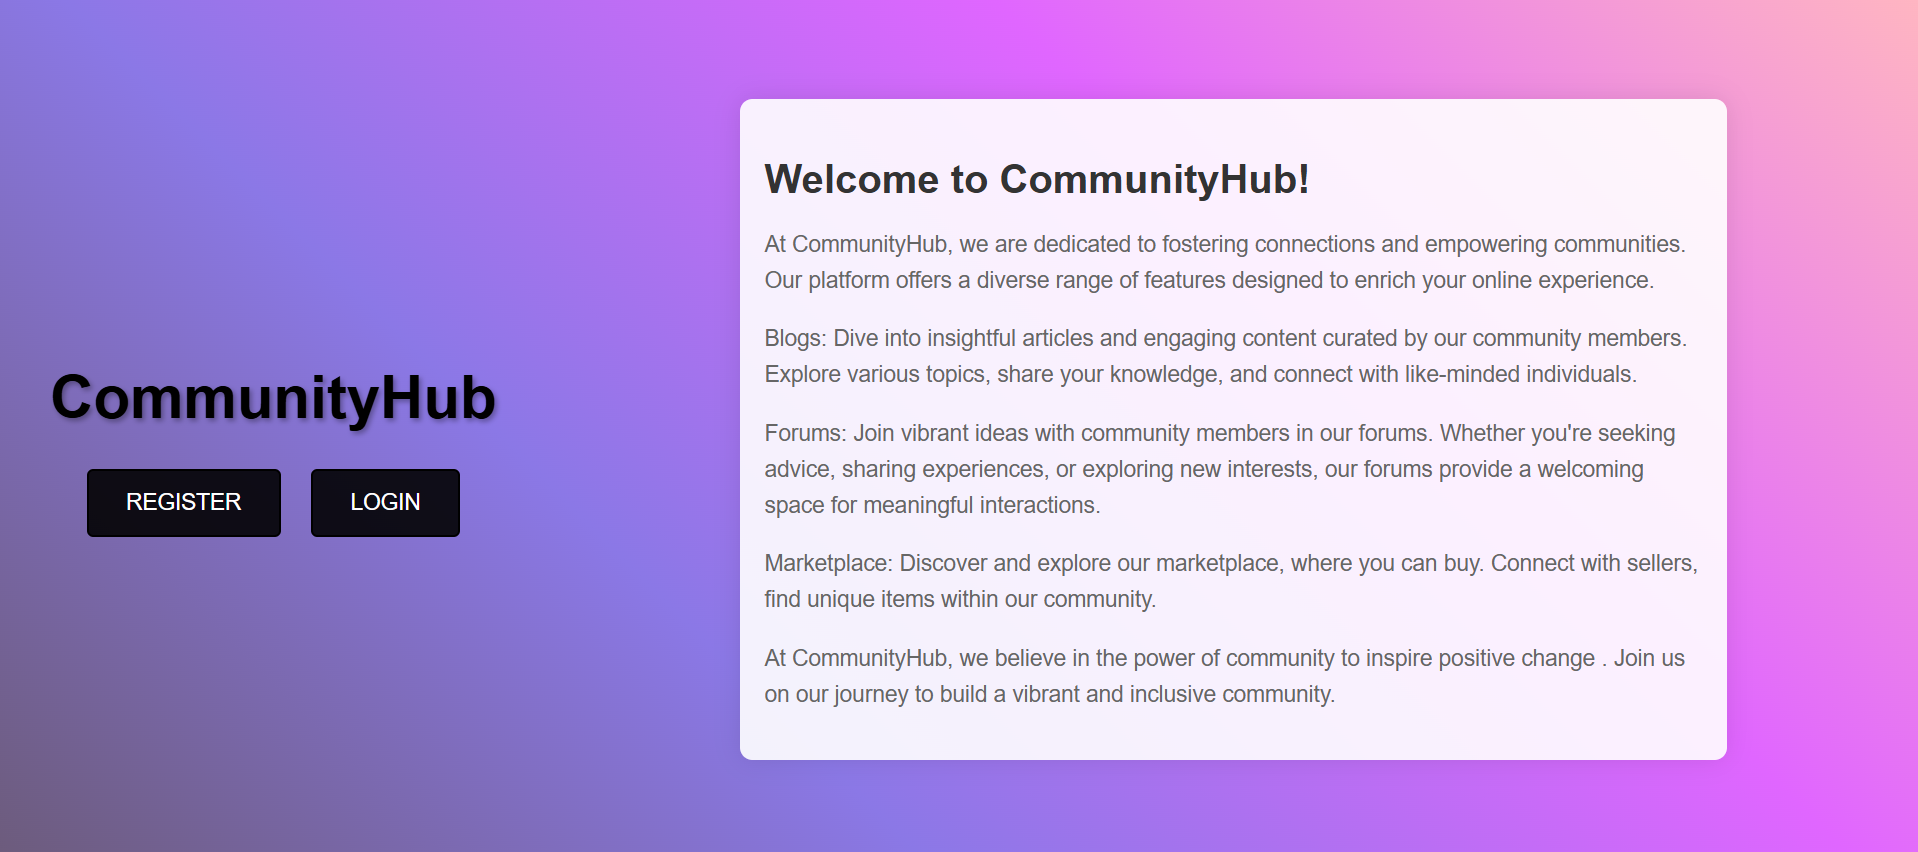 CommunityHub
REGISTER
LOGIN
Welcome to CommunityHub!
At CommunityHub, we are dedicated to fostering connections and empowering communities.
Our platform offers a diverse range of features designed to enrich your online experience.
Blogs: Dive into insightful articles and engaging content curated by our community members.
Explore various topics, share your knowledge, and connect with like-minded individuals.
Forums: Join vibrant ideas with community members in our forums. Whether you're seeking
advice, sharing experiences, or exploring new interests, our forums provide a welcoming
space for meaningful interactions.
Marketplace: Discover and explore our marketplace, where you can buy. Connect with sellers,
find unique items within our community.
At CommunityHub, we believe in the power of community to inspire positive change . Join us
on our journey to build a vibrant and inclusive community.